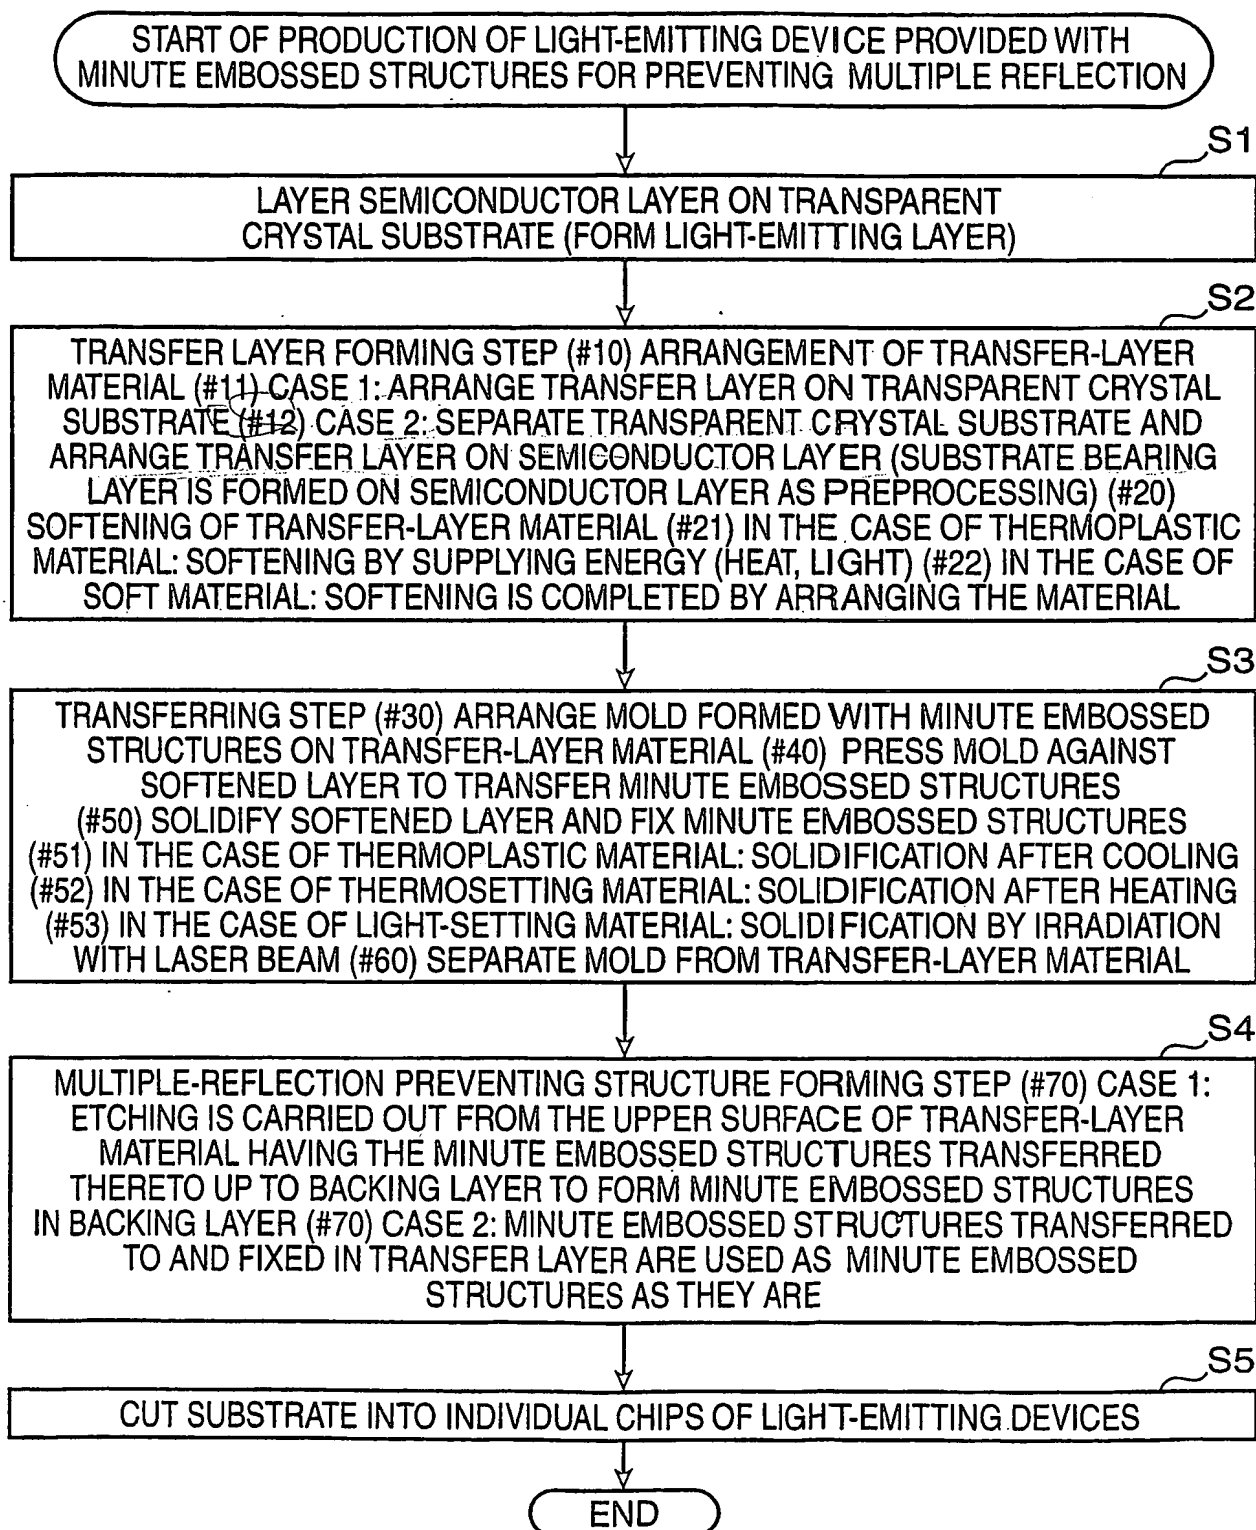 START OF PRODUCTION OF LIGHT-EMITTING DEVICE PROVIDED WITH
MINUTE EMBOSSED STRUCTURES FOR PREVENTING MULTIPLE REFLECTION
S1
LAYER SEMICONDUCTOR LAYER ON TRANSPARENT
CRYSTAL SUBSTRATE (FORM LIGHT-EMITTING LAYER)
S2
TRANSFER LAYER FORMING STEP (#10) ARRANGEMENT OF TRANSFER-LAYER
MATERIAL (#11) CASE 1: ARRANGE TRANSFER LAYER ON TRANSPARENT CRYSTAL
SUBSTRATE (#12) CASE 2: SEPARATE TRANSPARENT CRYSTAL SUBSTRATE AND
ARRANGE TRANSFER LAYER ON SEMICONDUCTOR LAYER (SUBSTRATE BEARING
LAYER IS FORMED ON SEMICONDUCTOR LAYER AS PREPROCESSING) (#20)
SOFTENING OF TRANSFER-LAYER MATERIAL (#21) IN THE CASE OF THERMOPLASTIC
MATERIAL: SOFTENING BY SUPPLYING ENERGY (HEAT, LIGHT) (#22) IN THE CASE OF
SOFT MATERIAL: SOFTENING IS COMPLETED BY ARRANGING THE MATERIAL
S3
TRANSFERRING STEP (#30) ARRANGE MOLD FORMED WITH MINUTE EMBOSSED
STRUCTURES ON TRANSFER-LAYER MATERIAL (#40) PRESS MOLD AGAINST
SOFTENED LAYER TO TRANSFER MINUTE EMBOSSED STRUCTURES
(#50) SOLIDIFY SOFTENED LAYER AND FIX MINUTE EMBOSSED STRUCTURES
(#51) IN THE CASE OF THERMOPLASTIC MATERIAL: SOLIDIFICATION AFTER COOLING
(#52) IN THE CASE OF THERMOSETTING MATERIAL: SOLIDIFICATION AFTER HEATING
(#53) IN THE CASE OF LIGHT-SETTING MATERIAL: SOLIDIFICATION BY IRRADIATION
WITH LASER BEAM (#60) SEPARATE MOLD FROM TRANSFER-LAYER MATERIAL
S4
MULTIPLE-REFLECTION PREVENTING STRUCTURE FORMING STEP (#70) CASE 1:
ETCHING IS CARRIED OUT FROM THE UPPER SURFACE OF TRANSFER-LAYER
MATERIAL HAVING THE MINUTE EMBOSSED STRUCTURES TRANSFERRED
THERETO UP TO BACKING LAYER TO FORM MINUTE EMBOSSED STRUCTURES
IN BACKING LAYER (#70) CASE 2: MINUTE EMBOSSED STRUCTURES TRANSFERRED
TO AND FIXED IN TRANSFER LAYER ARE USED AS MINUTE EMBOSSED
STRUCTURES AS THEY ARE
S5
CUT SUBSTRATE INTO INDIVIDUAL CHIPS OF LIGHT-EMITTING DEVICES
END